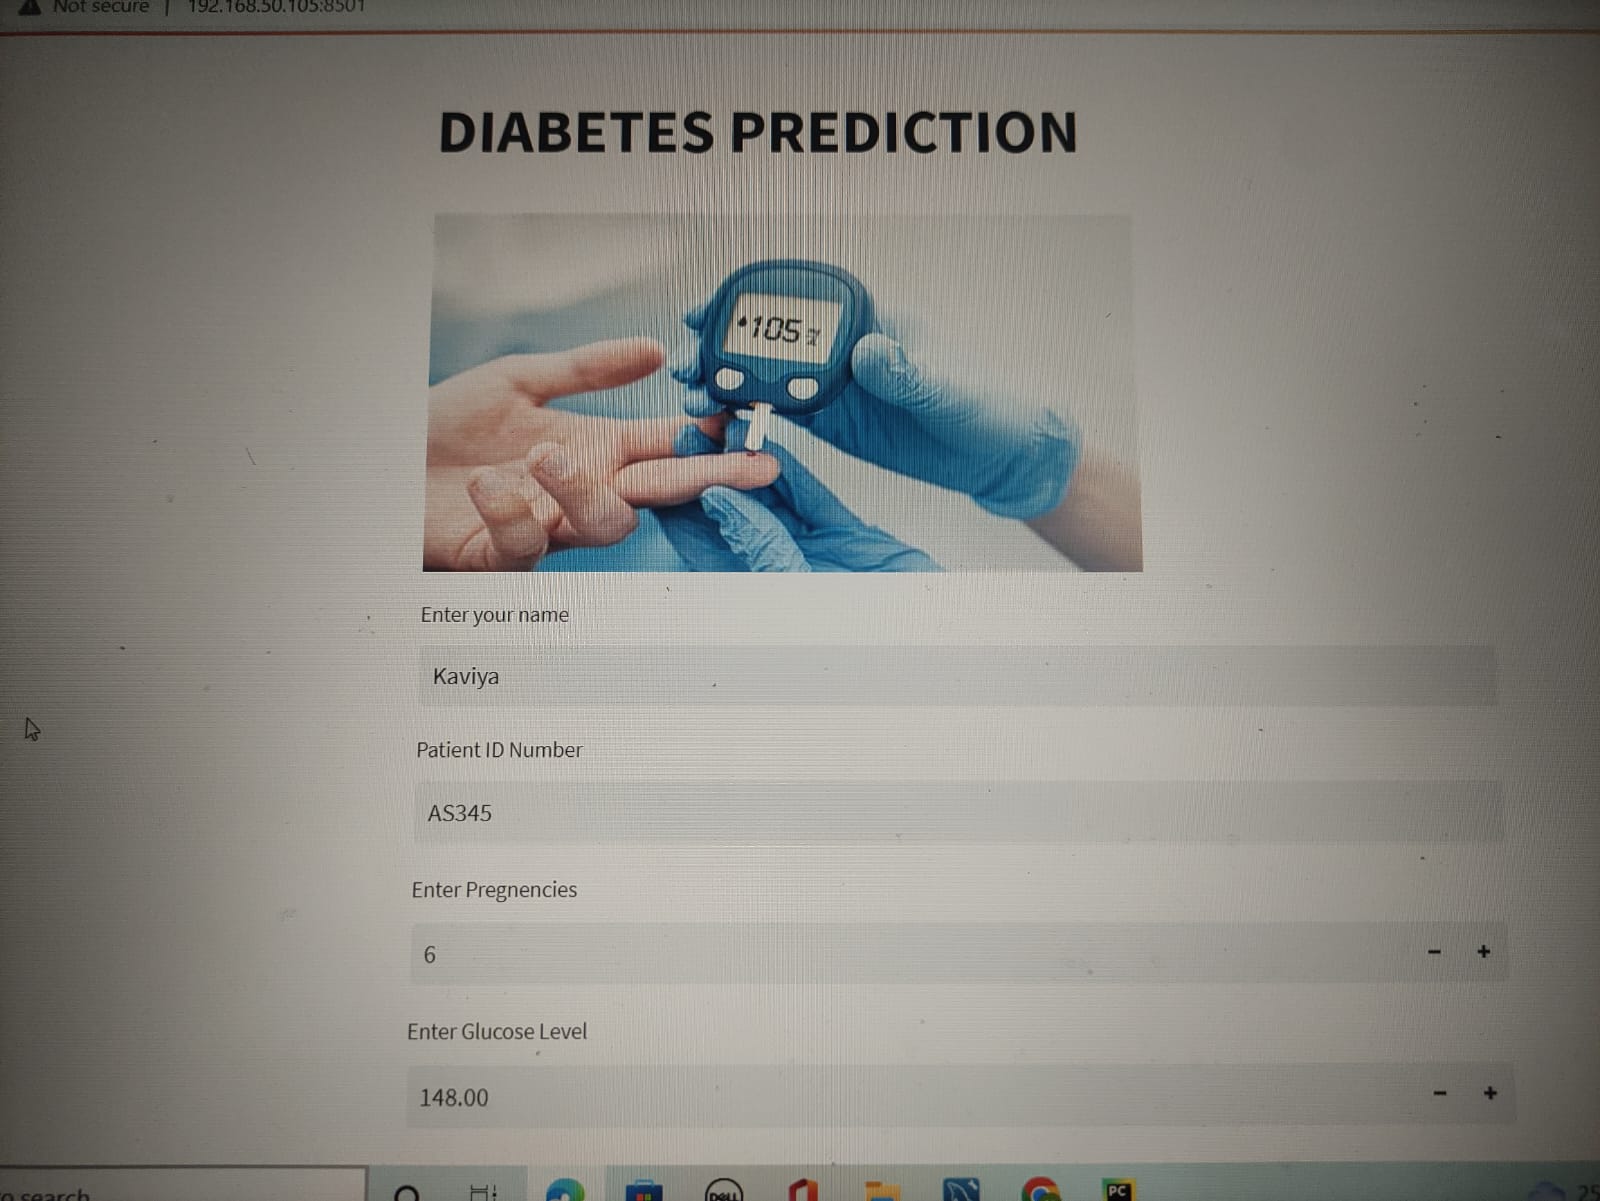 Not secure | 192.168.50.105:8501
DIABETES PREDICTION
105
Enter your name
Kaviya
Patient ID Number
AS345
Enter Pregnencies
6 - +
Enter Glucose Level
148.00 - +
o search
DELL
PC